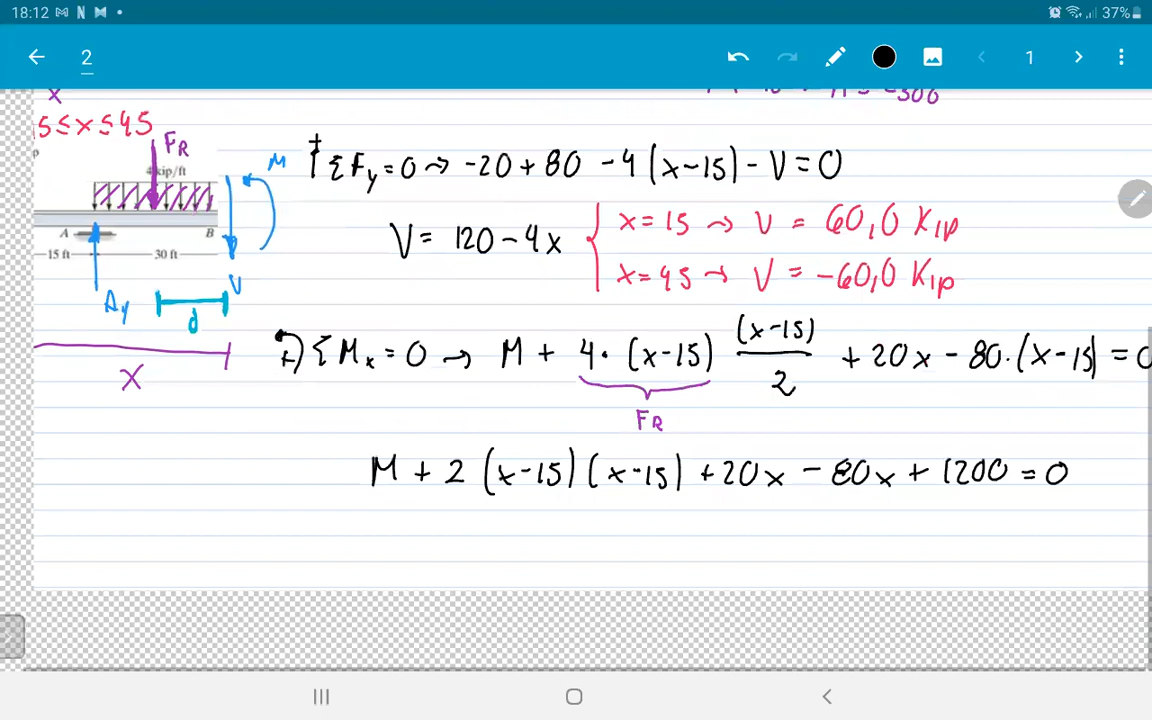 18:12 37%
2 1
x -300
15≤x≤45
FR M
kip/ft
A B
15 ft 30 ft
Ay V
d
x
+↑ΣFy=0 → -20+80 -4(x-15)-V=0
V= 120-4x { x=15 → V = 60,0 Kip
x=45 → V = -60,0 Kip
+) ΣMx = 0 → M + 4·(x-15) (x-15)/2 + 20x - 80·(x-15) = 0
FR
M + 2 (x-15)(x-15) +20x - 80x + 1200 = 0